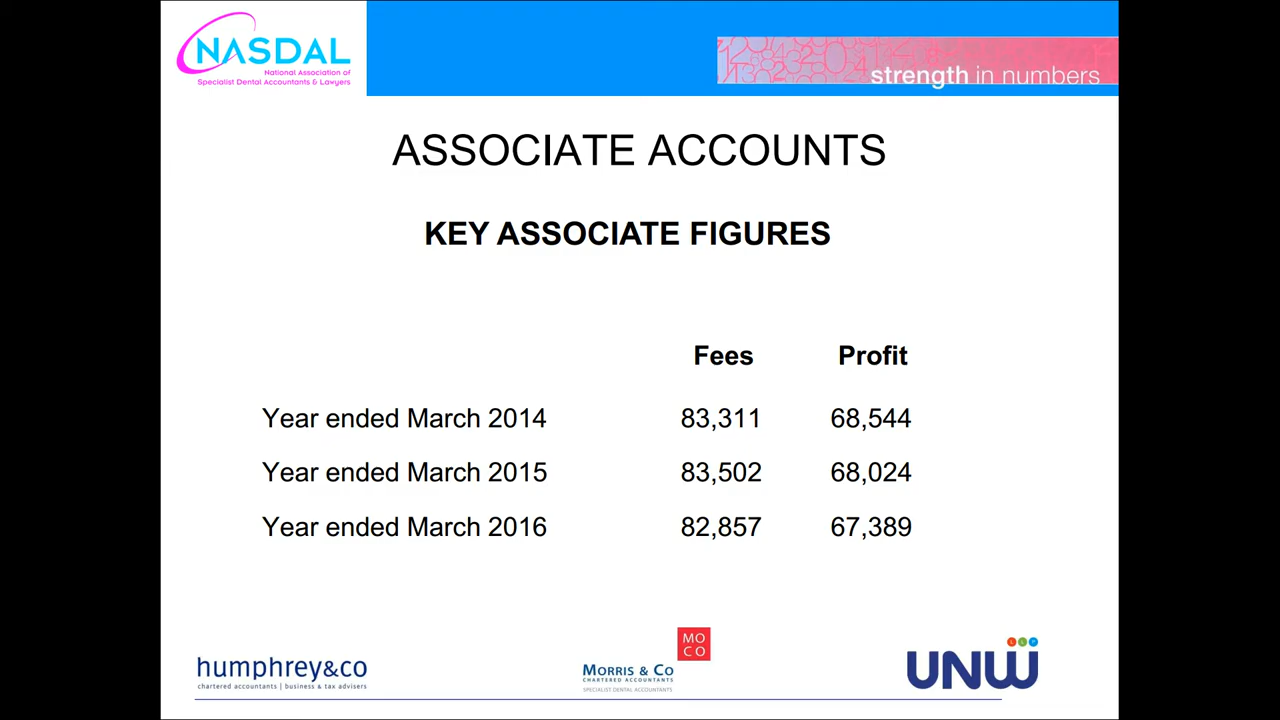 NASDAL
National Association of
Specialist Dental Accountants & Lawyers
strength in numbers
ASSOCIATE ACCOUNTS
KEY ASSOCIATE FIGURES
Fees Profit
Year ended March 2014 83,311 68,544
Year ended March 2015 83,502 68,024
Year ended March 2016 82,857 67,389
humphrey&co
chartered accountants | business & tax advisers
MO
CO
MORRIS & CO
CHARTERED ACCOUNTANTS
SPECIALIST DENTAL ACCOUNTANTS
LLP
UNW